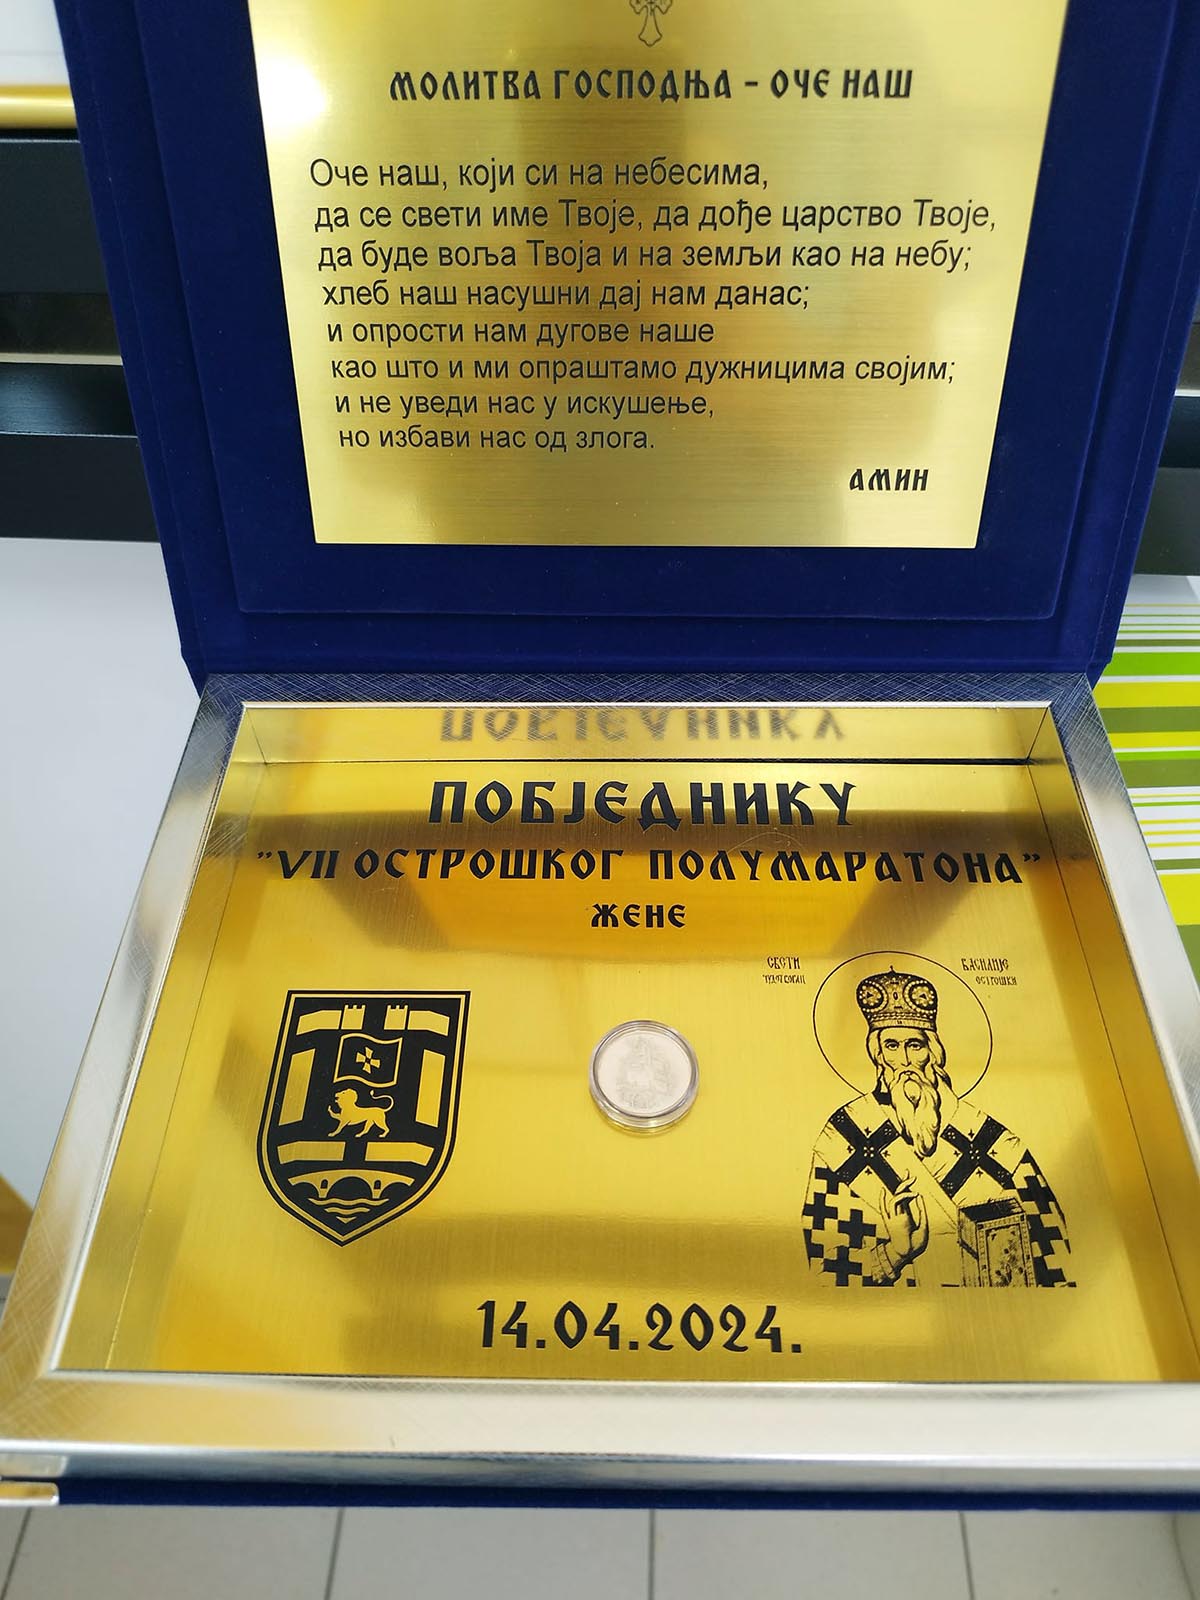 МОЛИТВА ГОСПОДЊА - ОЧЕ НАШ
Оче наш, који си на небесима,
да се свети име Твоје, да дође царство Твоје,
да буде воља Твоја и на земљи као на небу;
хлеб наш насушни дај нам данас;
и опрости нам дугове наше
као што и ми опраштамо дужницима својим;
и не уведи нас у искушење,
но избави нас од злога.
АМИН
ПОБЈЕДНИКУ
"VII ОСТРОШКОГ ПОЛУМАРАТОНА"
ЖЕНЕ
СВЕТИ ВАСИЛИЈЕ
ОСТРОШКИ
14.04.2024.